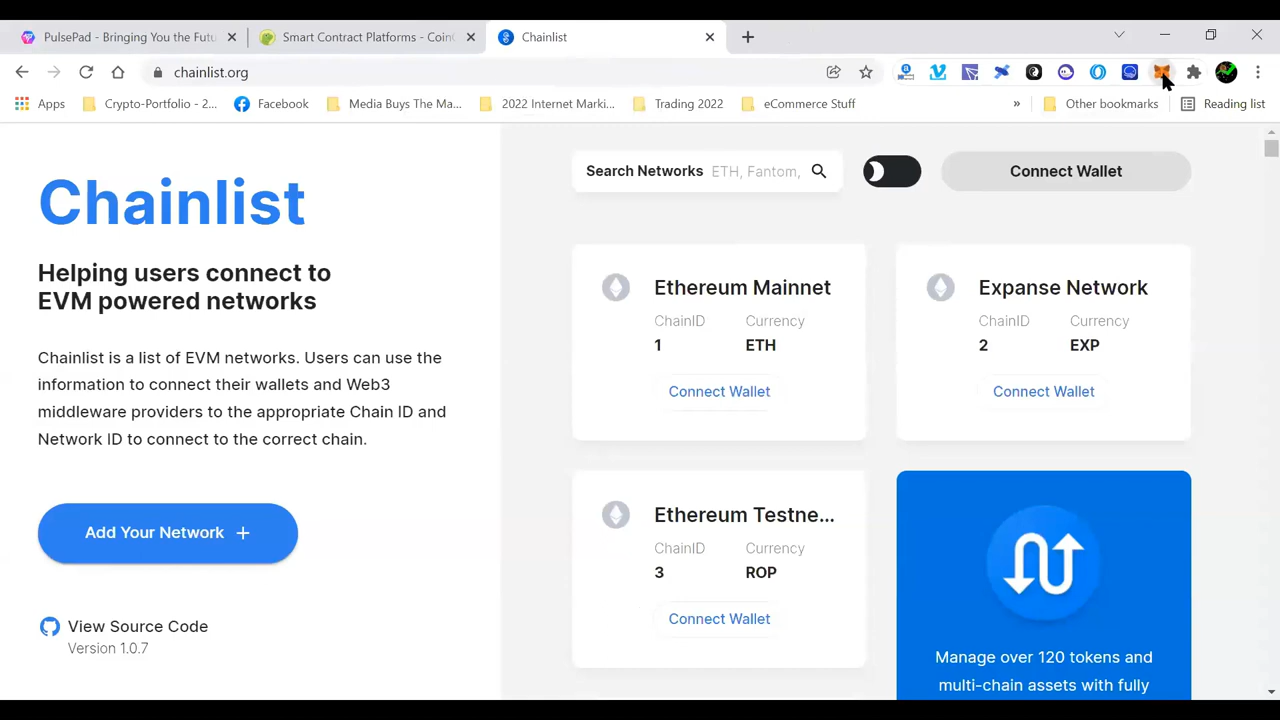 PulsePad - Bringing You the Futu
Smart Contract Platforms - CoinG
Chainlist
chainlist.org
Apps
Crypto-Portfolio - 2...
Facebook
Media Buys The Ma...
2022 Internet Marki...
Trading 2022
eCommerce Stuff
»
Other bookmarks
Reading list
Chainlist
Helping users connect to
EVM powered networks
Chainlist is a list of EVM networks. Users can use the
information to connect their wallets and Web3
middleware providers to the appropriate Chain ID and
Network ID to connect to the correct chain.
Add Your Network +
View Source Code
Version 1.0.7
Search Networks ETH, Fantom,
Connect Wallet
Ethereum Mainnet
ChainID Currency
1 ETH
Connect Wallet
Expanse Network
ChainID Currency
2 EXP
Connect Wallet
Ethereum Testne...
ChainID Currency
3 ROP
Connect Wallet
Manage over 120 tokens and
multi-chain assets with fully